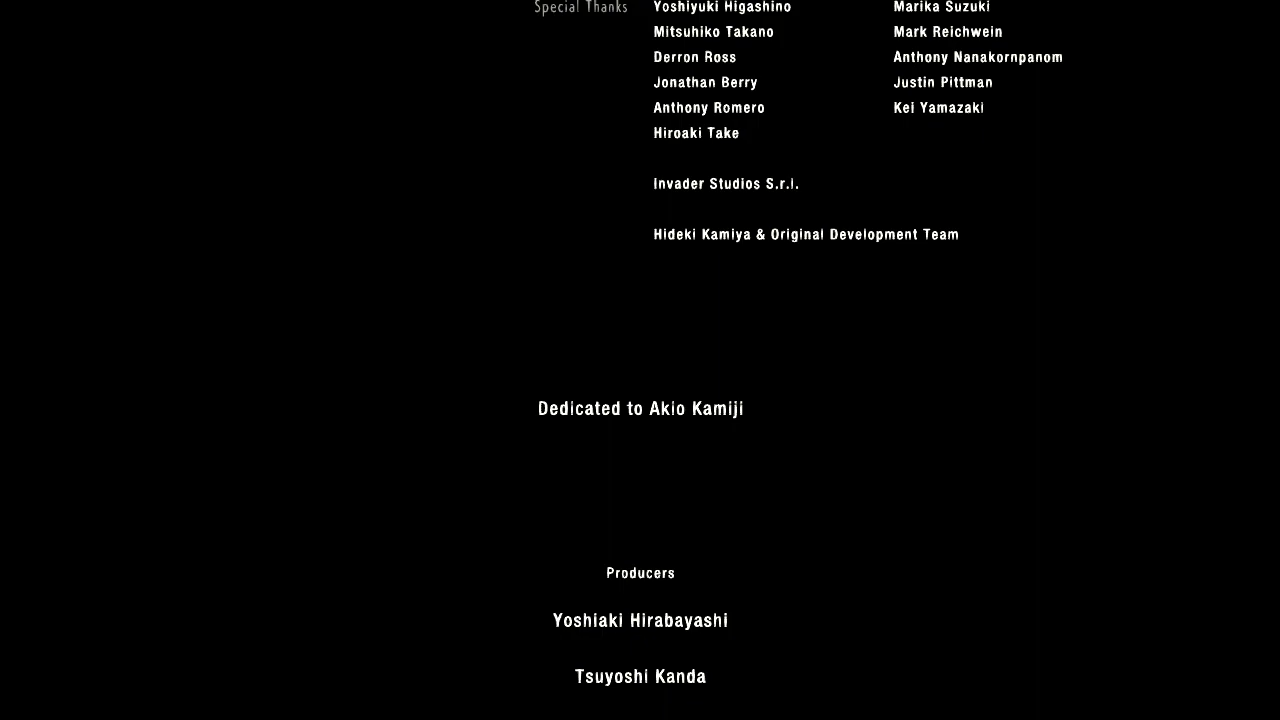 Special Thanks Yoshiyuki Higashino Marika Suzuki
Mitsuhiko Takano Mark Reichwein
Derron Ross Anthony Nanakornpanom
Jonathan Berry Justin Pittman
Anthony Romero Kei Yamazaki
Hiroaki Take
Invader Studios S.r.l.
Hideki Kamiya & Original Development Team
Dedicated to Akio Kamiji
Producers
Yoshiaki Hirabayashi
Tsuyoshi Kanda